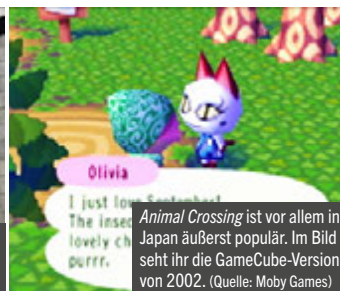 Olivia
I just love September!
The insec
lovely ch
purrr.
Animal Crossing ist vor allem in
Japan äußerst populär. Im Bild
seht ihr die GameCube-Version
von 2002. (Quelle: Moby Games)